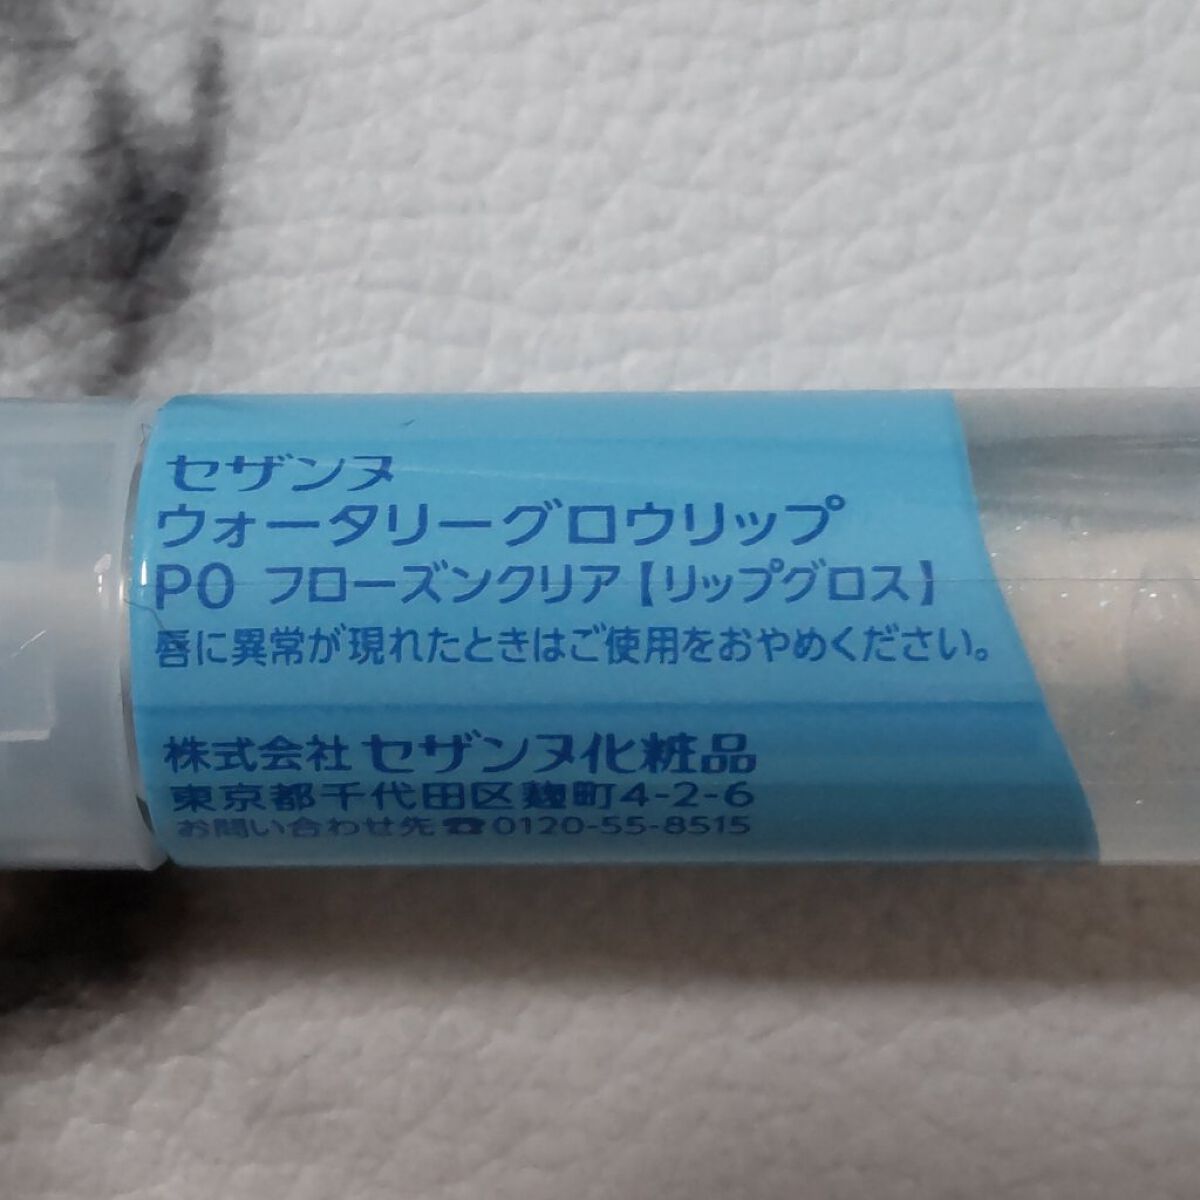 セザンヌ
ウォータリーグロウリップ
P0 フローズンクリア【リップグロス】
唇に異常が現れたときはご使用をおやめください。
株式会社 セザンヌ化粧品
東京都千代田区麹町4-2-6
お問い合わせ先☎0120-55-8515